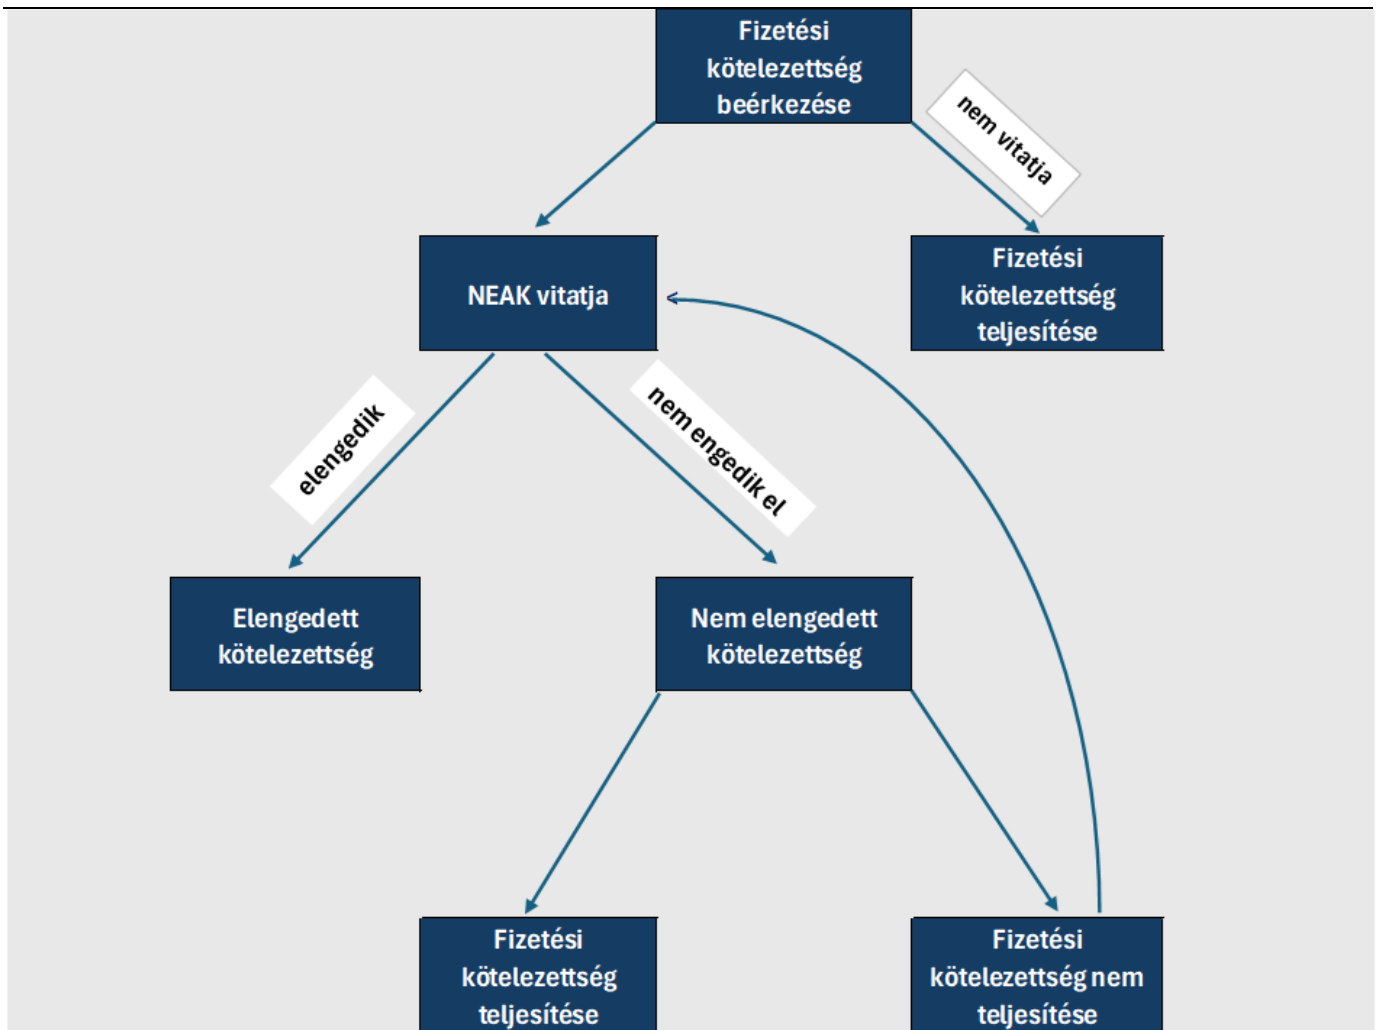 Fizetési
kötelezettség
beérkezése
nem vitatja
NEAK vitatja
Fizetési
kötelezettség
teljesítése
elengedik
nem engedik el
Elengedett
kötelezettség
Nem elengedett
kötelezettség
Fizetési
kötelezettség
teljesítése
Fizetési
kötelezettség nem
teljesítése